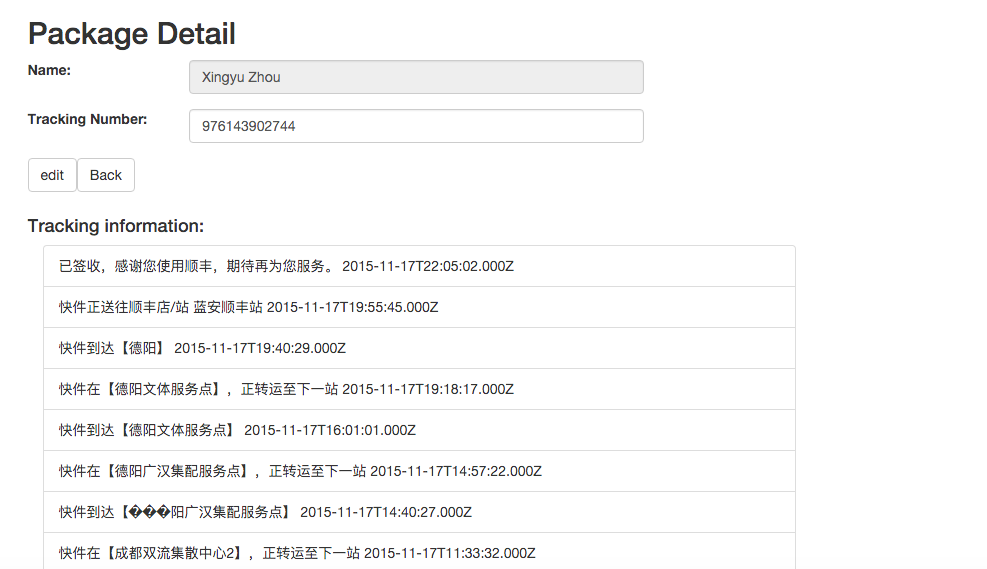 Package Detail
Name:
Xingyu Zhou
Tracking Number:
976143902744
edit
Back
Tracking information:
已签收，感谢您使用顺丰，期待再为您服务。 2015-11-17T22:05:02.000Z
快件正送往顺丰店/站 蓝安顺丰站 2015-11-17T19:55:45.000Z
快件到达【德阳】 2015-11-17T19:40:29.000Z
快件在【德阳文体服务点】，正转运至下一站 2015-11-17T19:18:17.000Z
快件到达【德阳文体服务点】 2015-11-17T16:01:01.000Z
快件在【德阳广汉集配服务点】，正转运至下一站 2015-11-17T14:57:22.000Z
快件到达【���阳广汉集配服务点】 2015-11-17T14:40:27.000Z
快件在【成都双流集散中心2】，正转运至下一站 2015-11-17T11:33:32.000Z